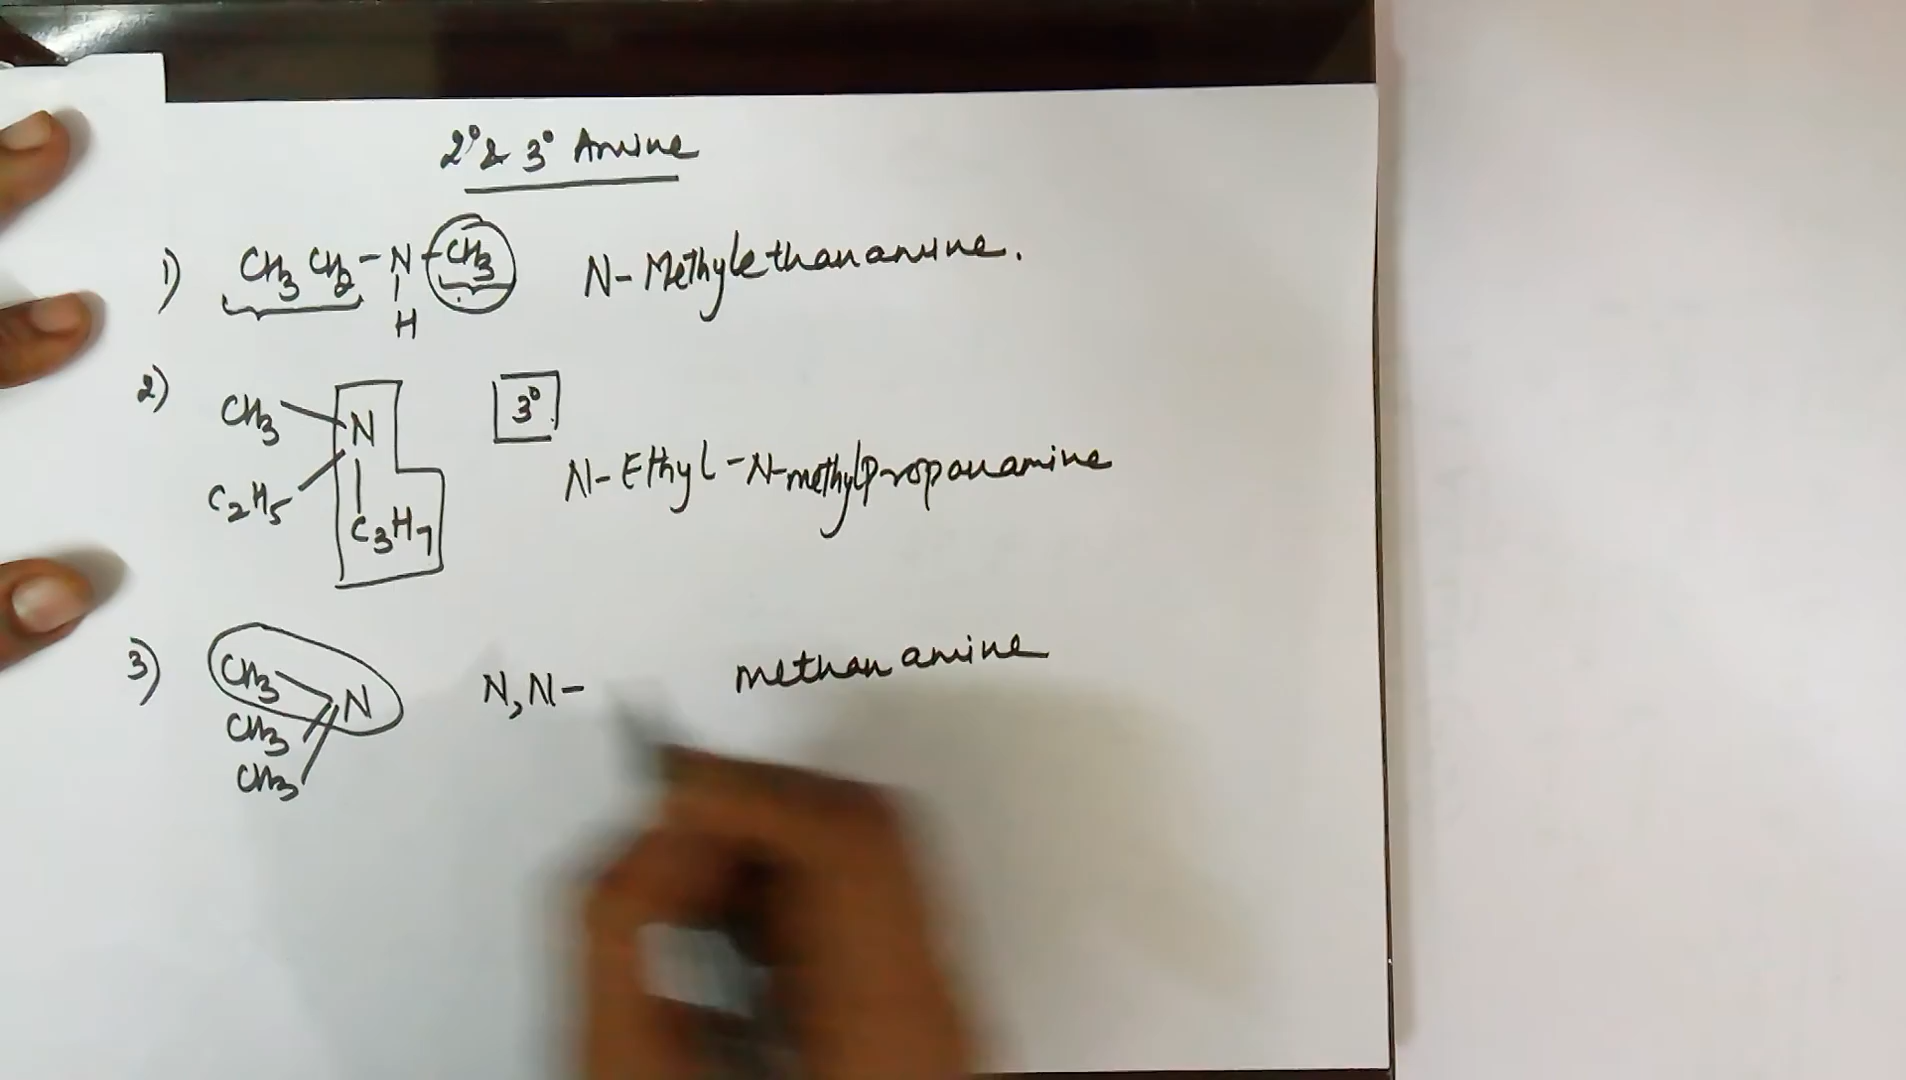 2° & 3° Amine
1) CH3 CH2 - N - CH3 N-Methylethanamine.
H
2) CH3 N 3°
C2H5 N-Ethyl-N-methylpropanamine
C3H7
3) CH3 N N,N- methanamine
CH3
CH3